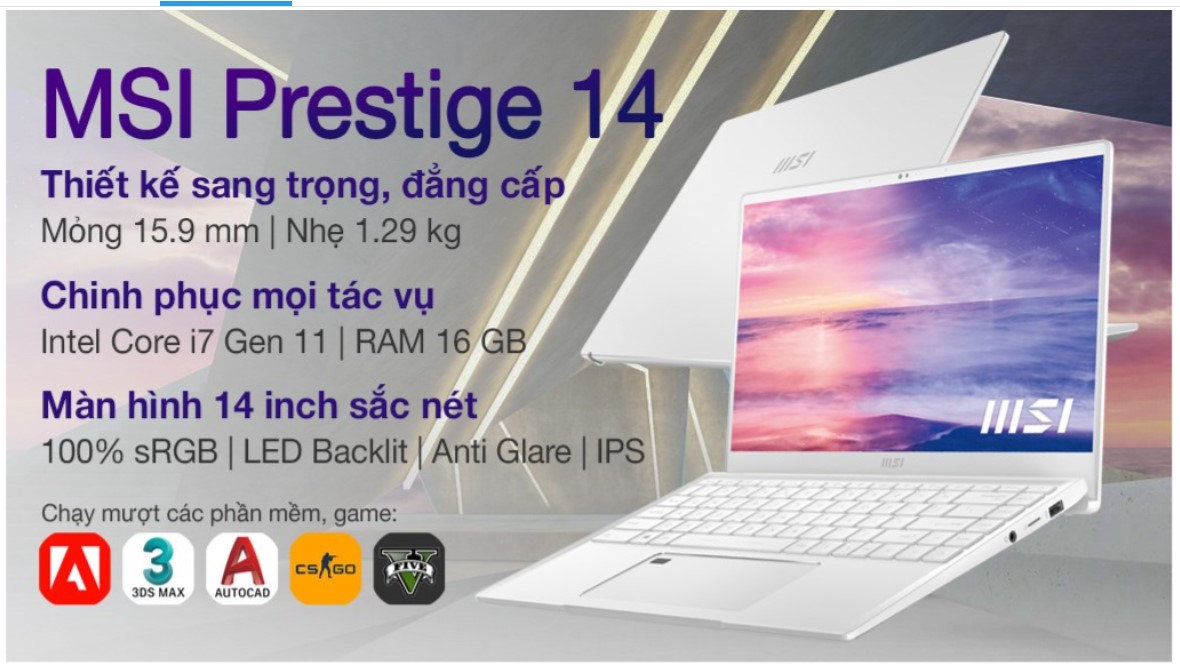 MSI Prestige 14
Thiết kế sang trọng, đẳng cấp
Mỏng 15.9 mm | Nhẹ 1.29 kg
Chinh phục mọi tác vụ
Intel Core i7 Gen 11 | RAM 16 GB
Màn hình 14 inch sắc nét
100% sRGB | LED Backlit | Anti Glare | IPS
Chạy mượt các phần mềm, game:
3
3DS MAX
A
AUTOCAD
CS GO
V
FIVE
msi
msi
msi